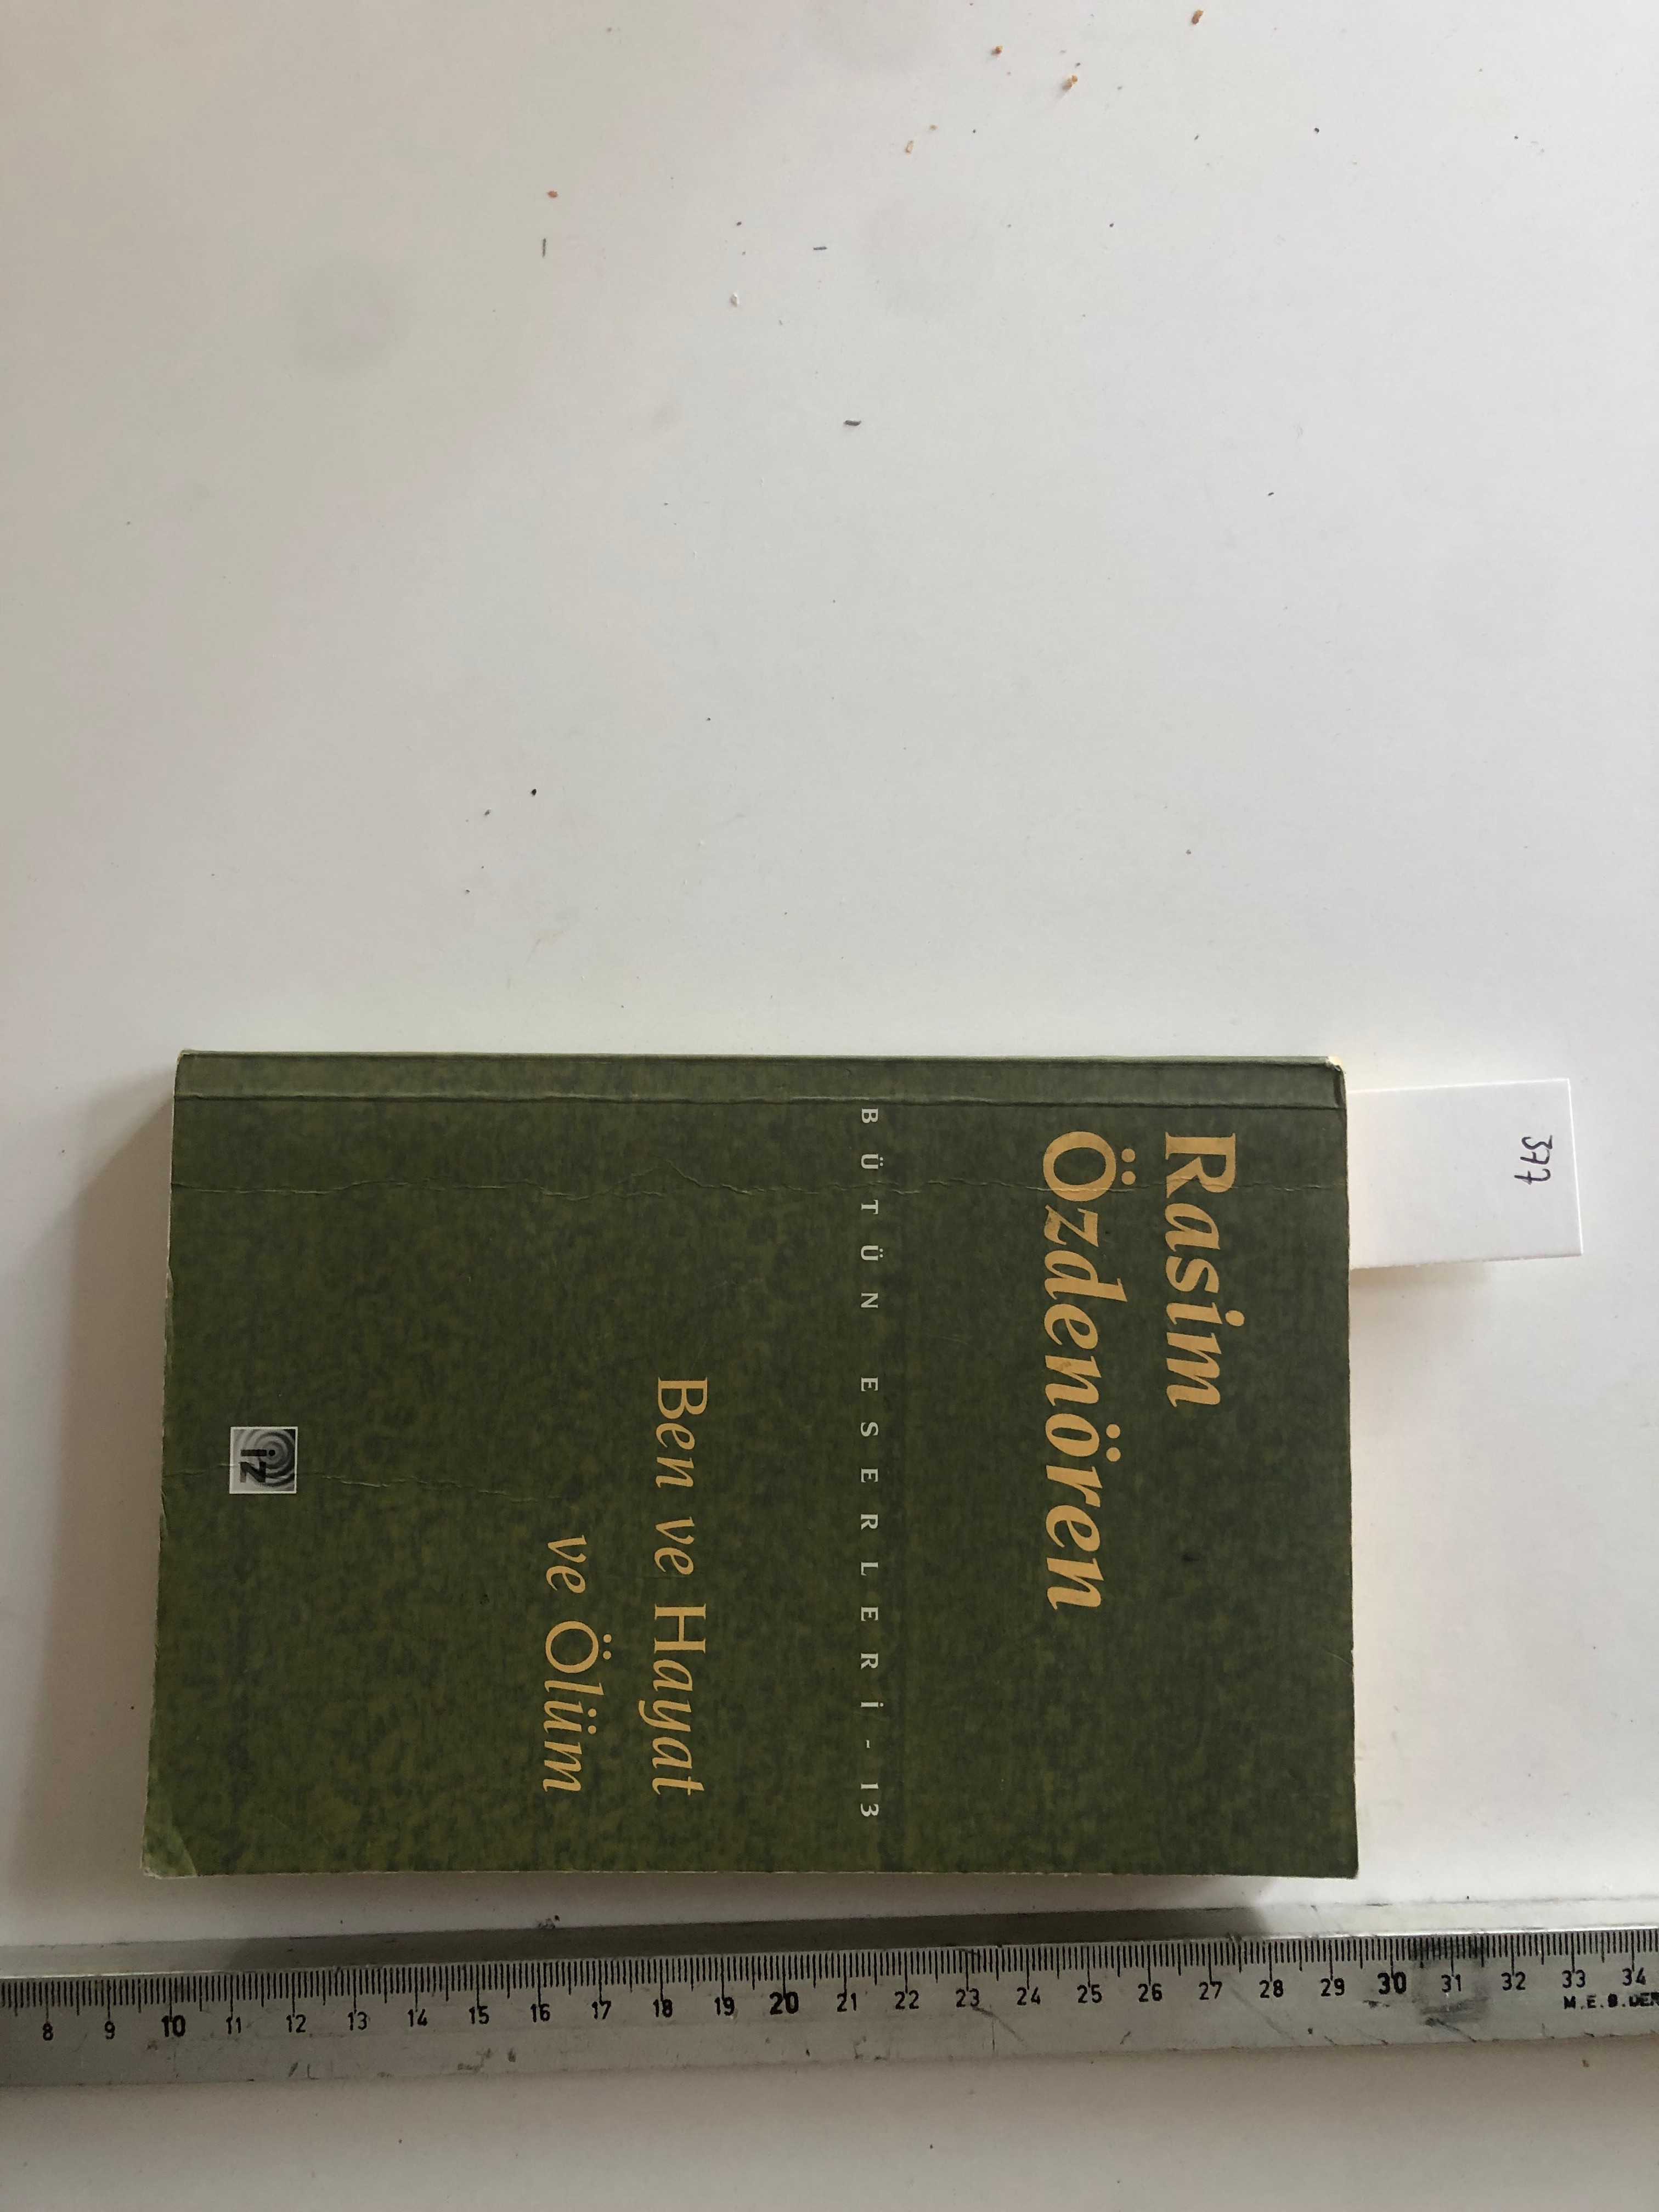 377
Rasim
Özdenören
BÜTÜN ESERLERİ - 13
Ben ve Hayat
ve Ölüm
iz
8 9 10 11 12 13 14 15 16 17 18 19 20 21 22 23 24 25 26 27 28 29 30 31 32 33 34
M.E.B.DER